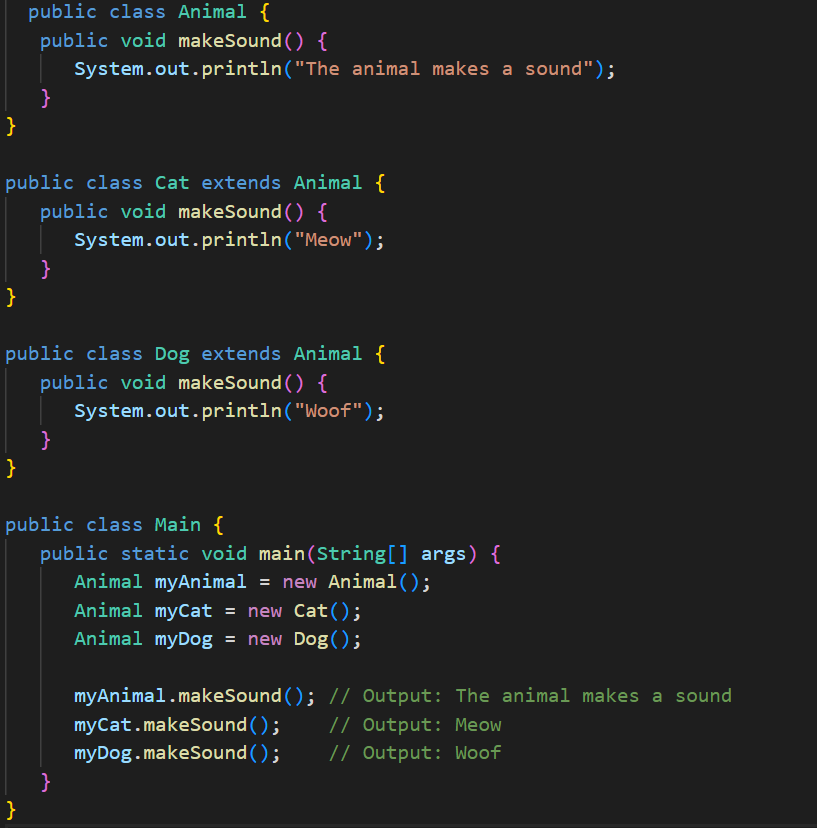 public class Animal {
public void makeSound() {
System.out.println("The animal makes a sound");
}
}
public class Cat extends Animal {
public void makeSound() {
System.out.println("Meow");
}
}
public class Dog extends Animal {
public void makeSound() {
System.out.println("Woof");
}
}
public class Main {
public static void main(String[] args) {
Animal myAnimal = new Animal();
Animal myCat = new Cat();
Animal myDog = new Dog();
myAnimal.makeSound(); // Output: The animal makes a sound
myCat.makeSound();    // Output: Meow
myDog.makeSound();    // Output: Woof
}
}